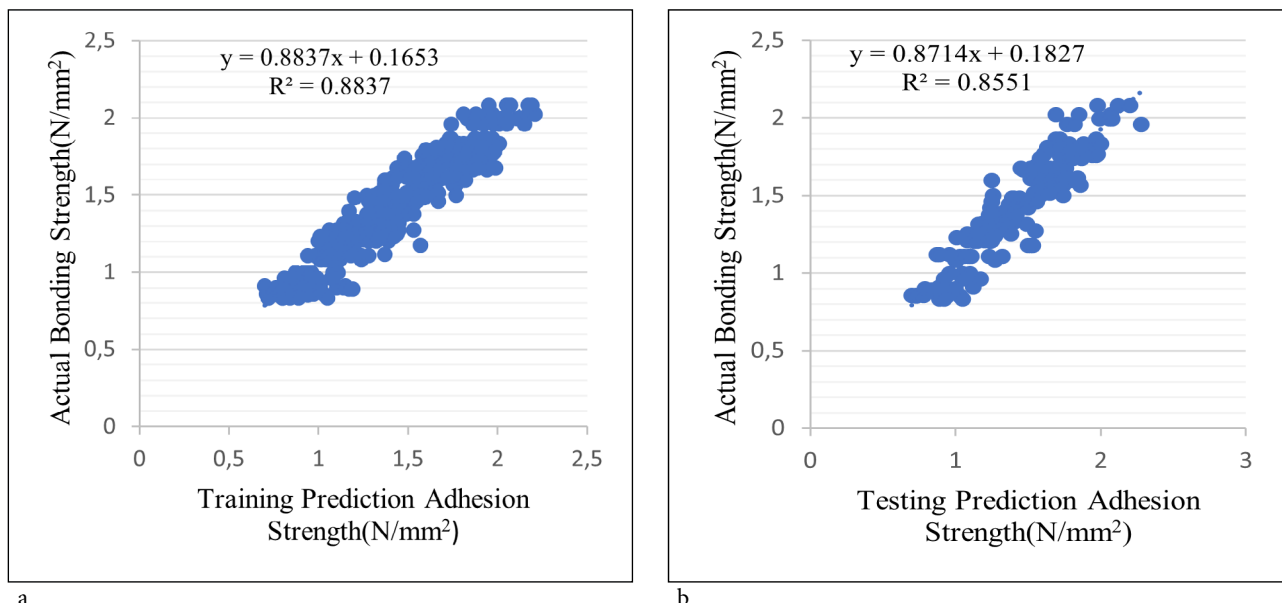 2,5
y = 0.8837x + 0.1653
R² = 0.8837
2
1,5
1
0,5
0
Actual Bonding Strength(N/mm²)
0 0,5 1 1,5 2 2,5
Training Prediction Adhesion
Strength(N/mm²)
a
2,5
y = 0.8714x + 0.1827
R² = 0.8551
2
1,5
1
0,5
0
Actual Bonding Strength(N/mm²)
0 1 2 3
Testing Prediction Adhesion
Strength(N/mm²)
b